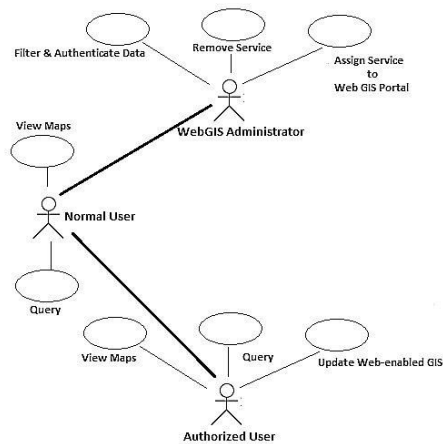 Filter & Authenticate Data
Remove Service
Assign Service
to
Web GIS Portal
WebGIS Administrator
View Maps
Normal User
Query
View Maps
Query
Update Web-enabled GIS
Authorized User